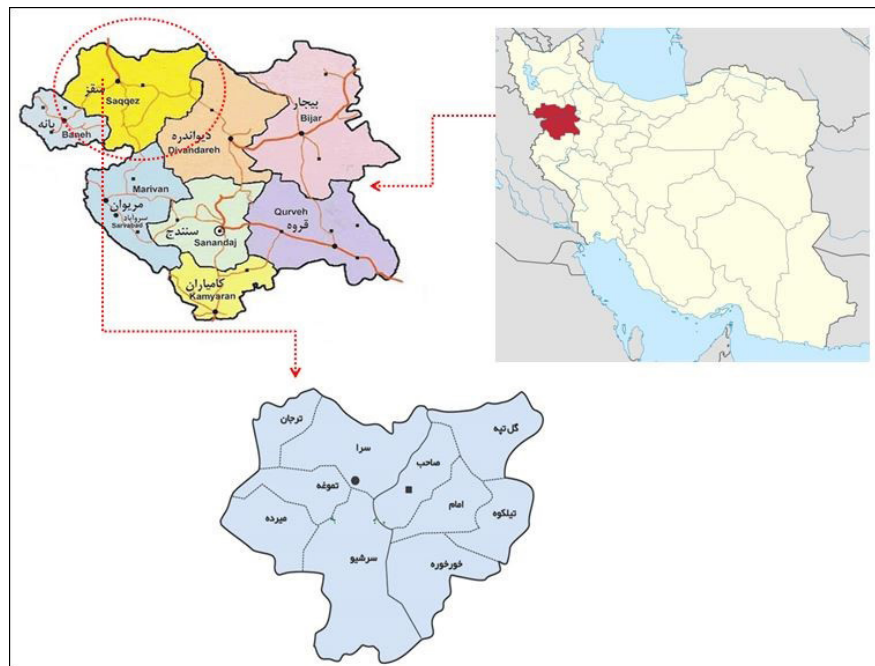 سقز
Saqqez
بانه
Baneh
دیواندره
Divandareh
بیجار
Bijar
Marivan
مریوان
سروآباد
Sarvabad
سنندج
Sanandaj
Qurveh
قروه
کامیاران
Kamyaran
ترجان
سرا
گل تپه
صاحب
تموغه
امام
تیلکوه
میرده
سرشیو
خورخوره